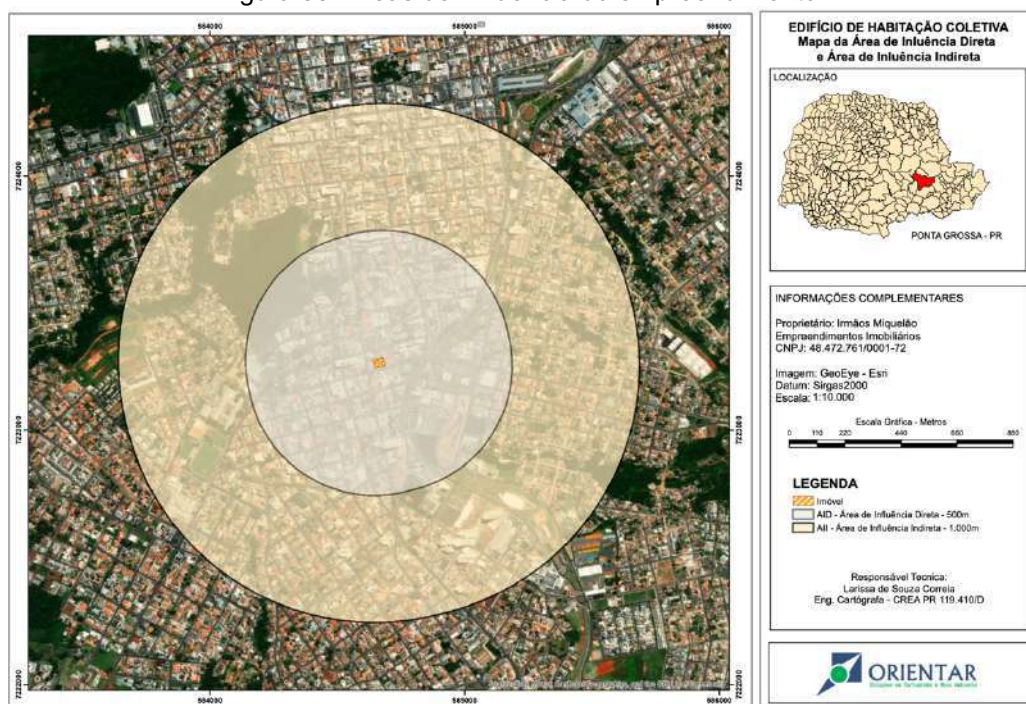 EDIFÍCIO DE HABITAÇÃO COLETIVA
Mapa da Área de Inluência Direta
e Área de Inluência Indireta
LOCALIZAÇÃO
PONTA GROSSA - PR
INFORMAÇÕES COMPLEMENTARES
Proprietário: Irmãos Miquelão
Empreendimentos Imobiliários
CNPJ: 48.472.761/0001-72
Imagem: GeoEye - Esri
Datum: Sirgas2000
Escala: 1:10.000
Escala Gráfica - Metros
0 110 220 440 660 880
LEGENDA
Imóvel
AID - Área de Influência Direta - 500m
AII - Área de Influência Indireta - 1.000m
Responsável Tecnica:
Larissa de Souza Correia
Eng. Cartógrafa - CREA PR 119.410/D
ORIENTAR
7224000
7224000
7223000
7223000
7222000
7222000